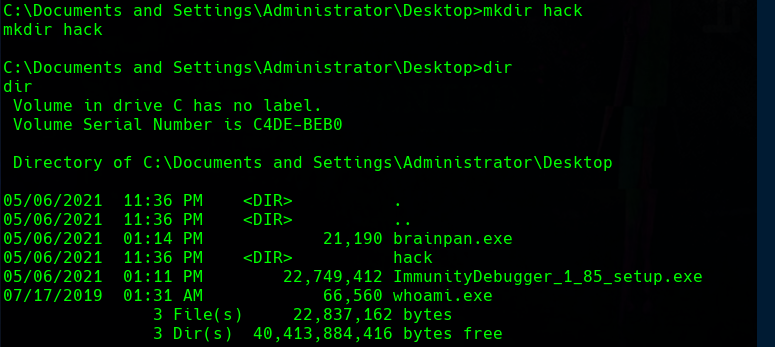 C:\Documents and Settings\Administrator\Desktop>mkdir hack
mkdir hack
C:\Documents and Settings\Administrator\Desktop>dir
dir
 Volume in drive C has no label.
 Volume Serial Number is C4DE-BEB0
 Directory of C:\Documents and Settings\Administrator\Desktop
05/06/2021  11:36 PM    <DIR>          .
05/06/2021  11:36 PM    <DIR>          ..
05/06/2021  01:14 PM            21,190 brainpan.exe
05/06/2021  11:36 PM    <DIR>          hack
05/06/2021  01:11 PM        22,749,412 ImmunityDebugger_1_85_setup.exe
07/17/2019  01:31 AM            66,560 whoami.exe
               3 File(s)     22,837,162 bytes
               3 Dir(s)  40,413,884,416 bytes free